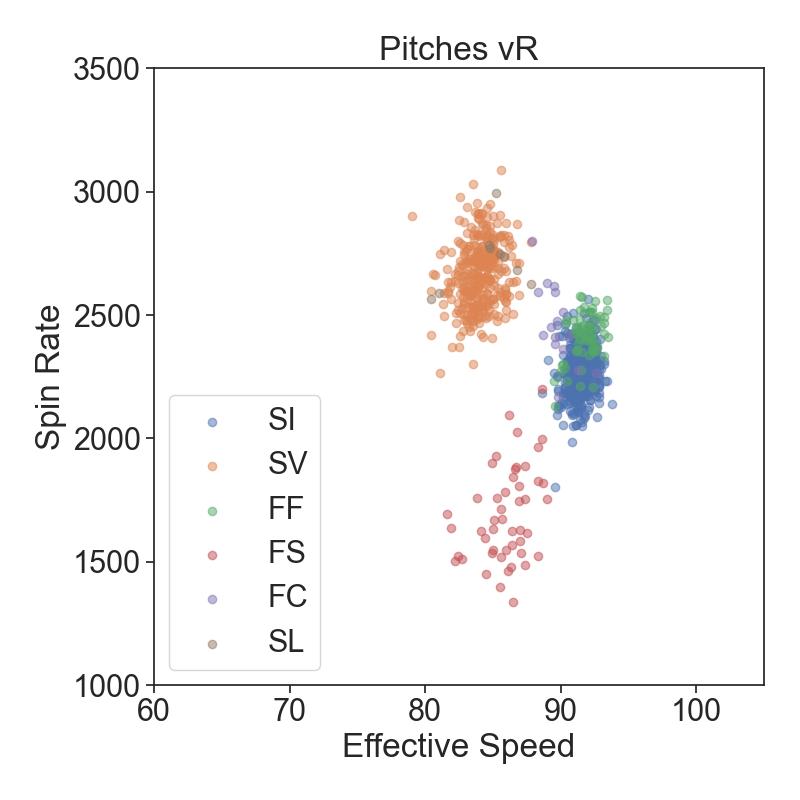 Pitches vR
3500
3000
2500
2000
1500
1000
Spin Rate
SI
SV
FF
FS
FC
SL
60 70 80 90 100
Effective Speed